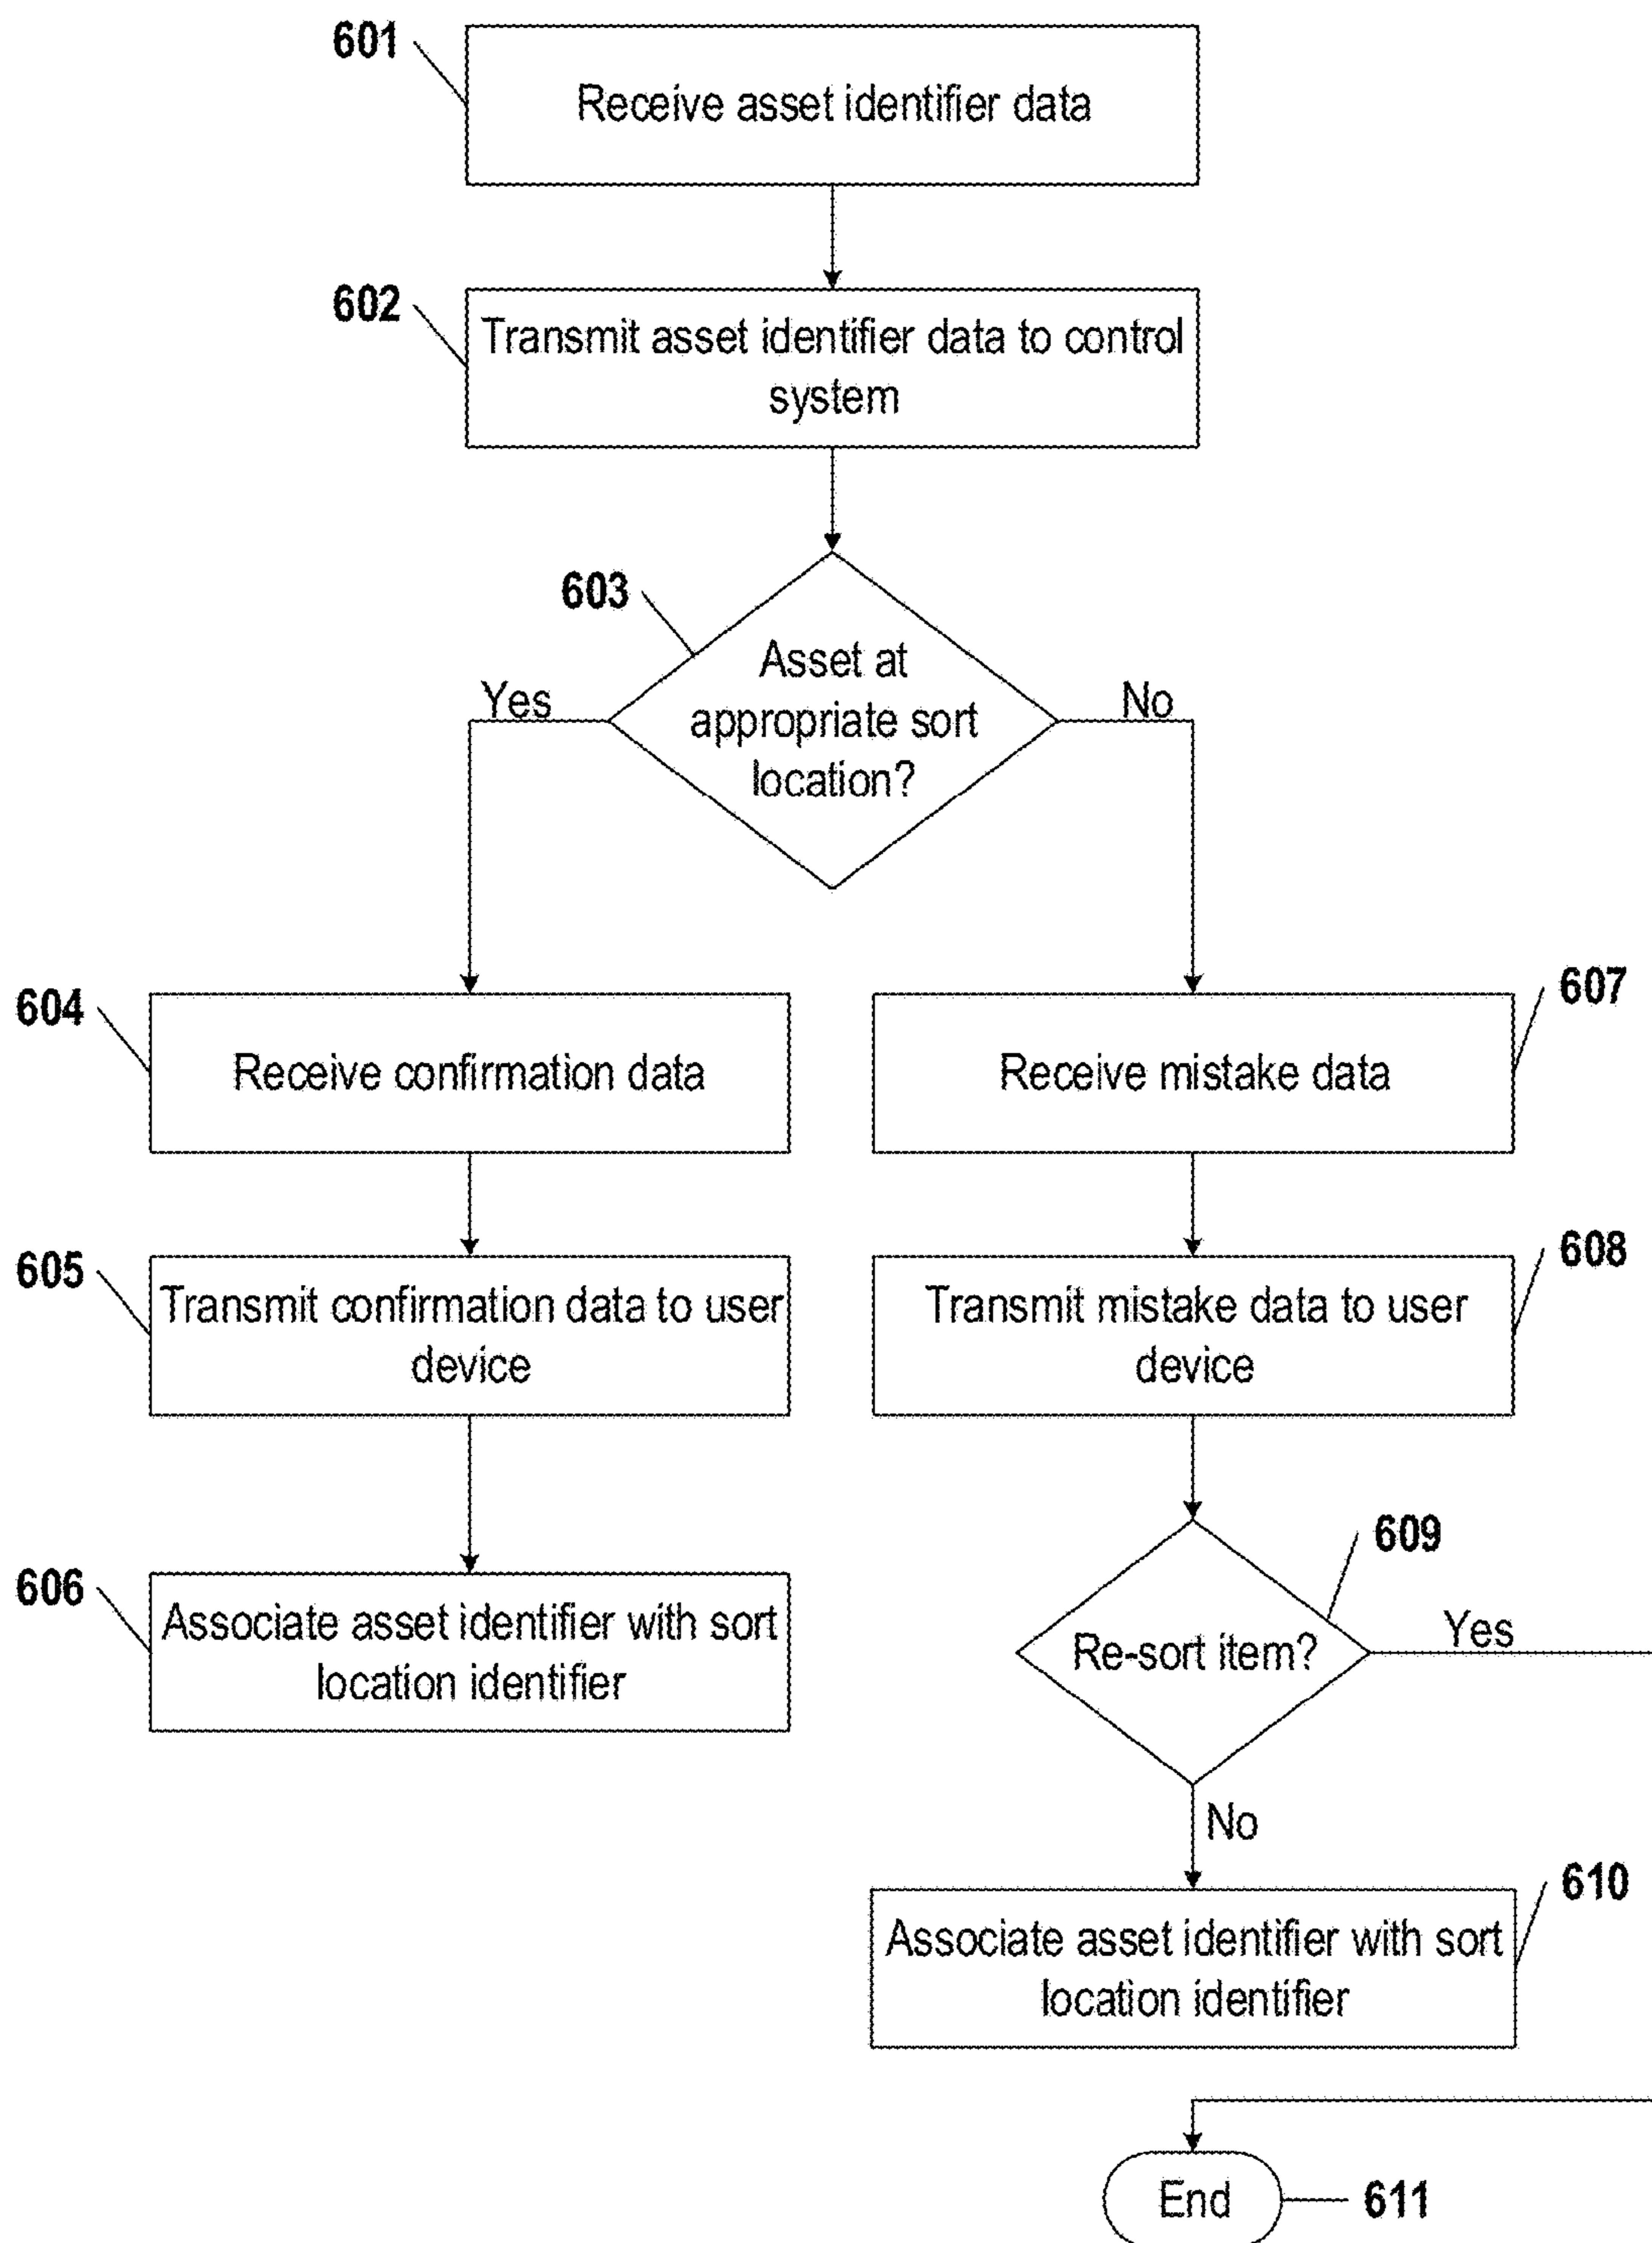 601
Receive asset identifier data
602
Transmit asset identifier data to control
system
603
Asset at
appropriate sort
location?
Yes
No
604
Receive confirmation data
607
Receive mistake data
605
Transmit confirmation data to user
device
608
Transmit mistake data to user
device
606
Associate asset identifier with sort
location identifier
609
Re-sort item?
Yes
No
610
Associate asset identifier with sort
location identifier
End
611